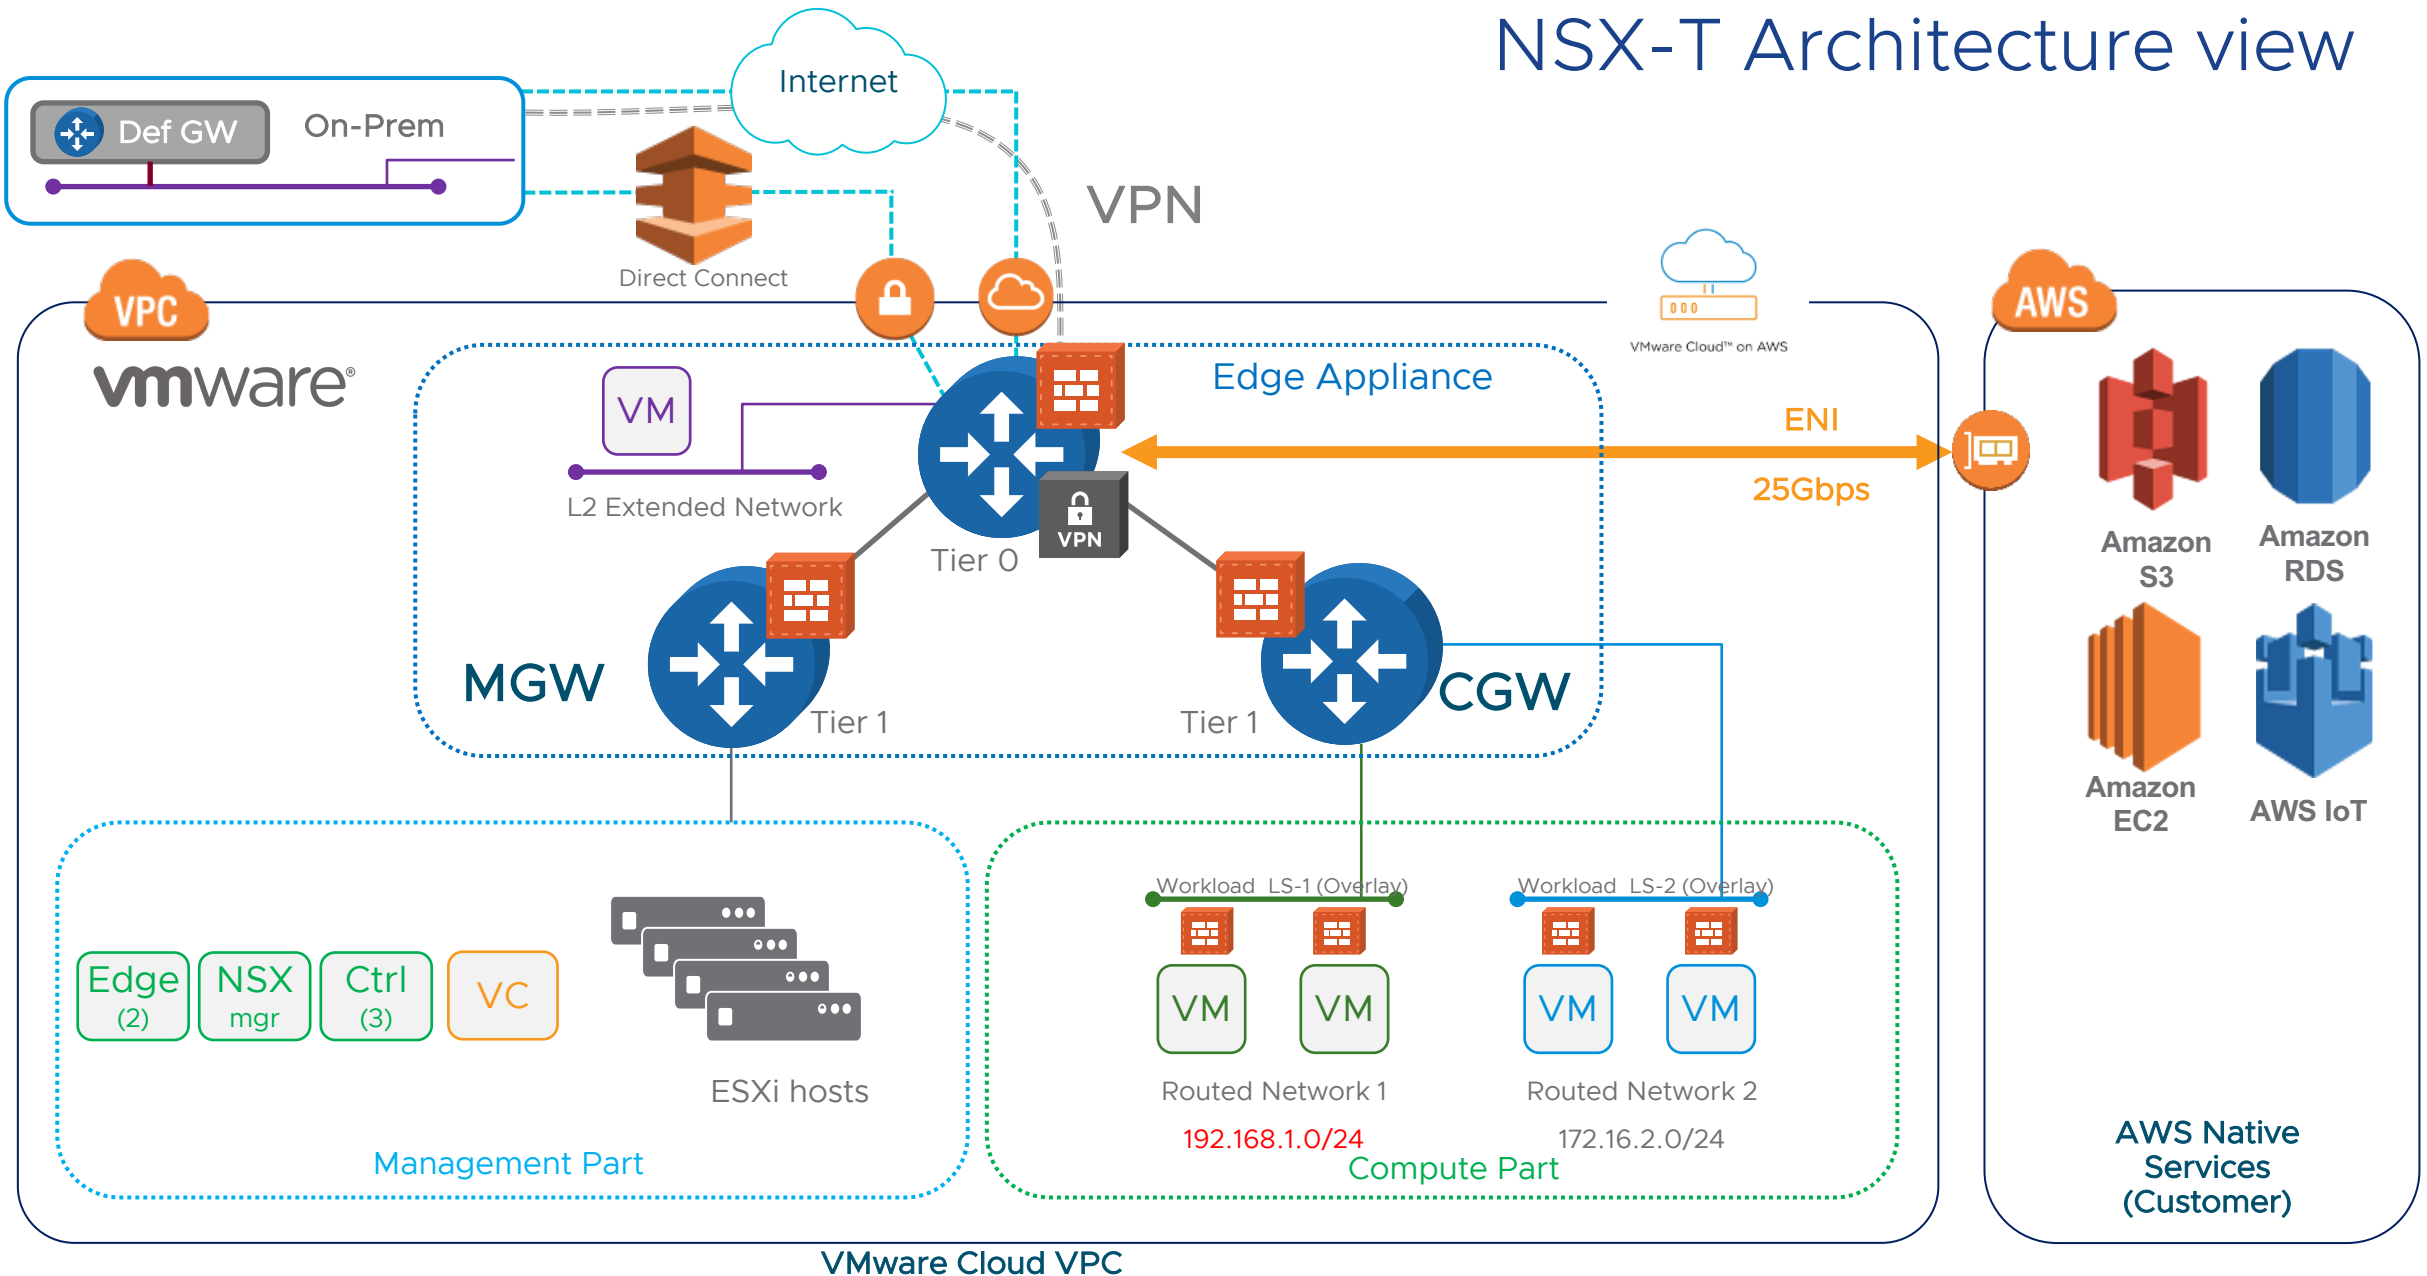 NSX-T Architecture view
Internet
Def GW
On-Prem
VPN
Direct Connect
VPC
vmware®
VMware Cloud™ on AWS
AWS
Edge Appliance
VM
L2 Extended Network
ENI
25Gbps
VPN
Tier 0
MGW
Tier 1
Tier 1
CGW
Amazon
S3
Amazon
RDS
Amazon
EC2
AWS IoT
Workload LS-1 (Overlay)
Workload LS-2 (Overlay)
Edge
(2)
NSX
mgr
Ctrl
(3)
VC
VM
VM
VM
VM
ESXi hosts
Routed Network 1
Routed Network 2
192.168.1.0/24
172.16.2.0/24
Management Part
Compute Part
AWS Native
Services
(Customer)
VMware Cloud VPC